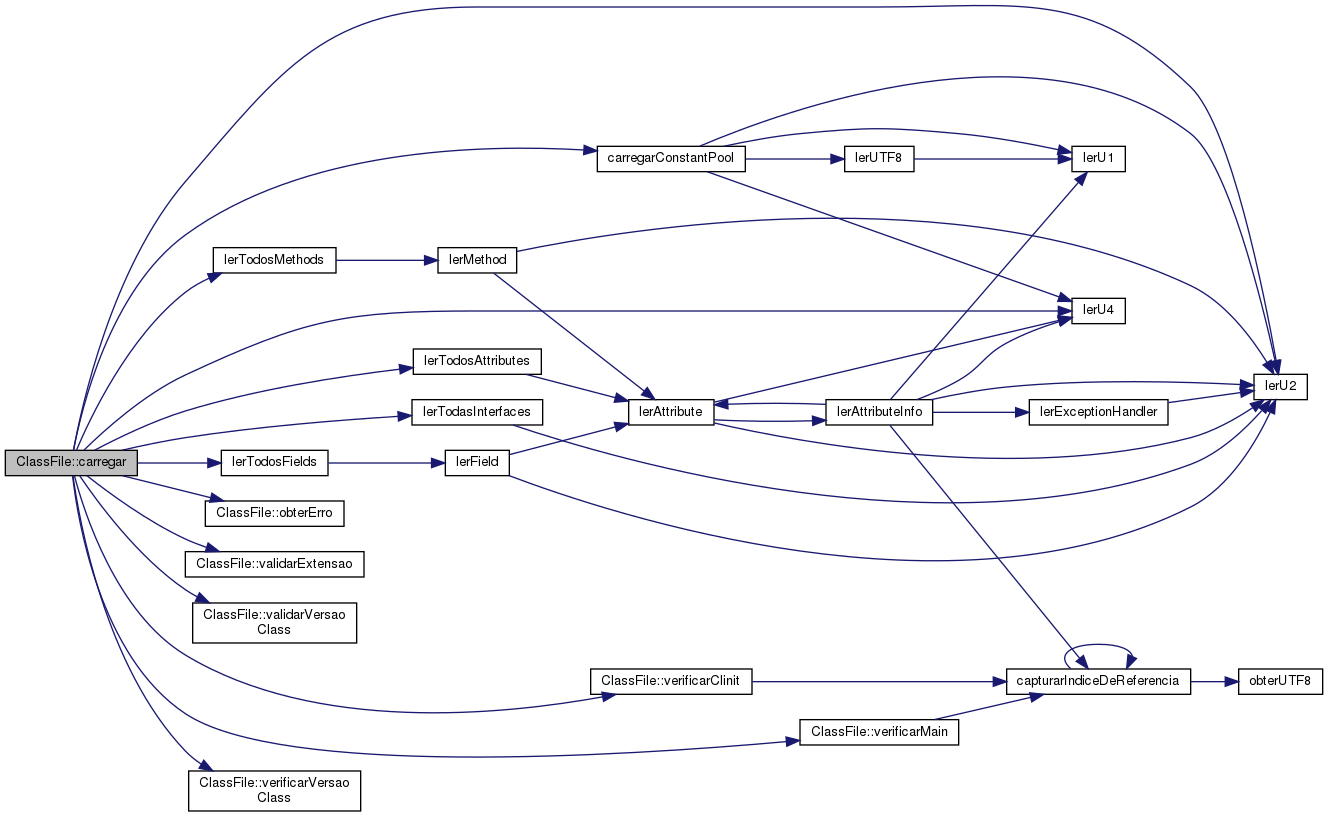 carregarConstantPool
lerUTF8
lerU1
lerTodosMethods
lerMethod
lerU4
lerTodosAttributes
lerU2
lerTodasInterfaces
lerAttribute
lerAttributeInfo
lerExceptionHandler
ClassFile::carregar
lerTodosFields
lerField
ClassFile::obterErro
ClassFile::validarExtensao
ClassFile::validarVersao
Class
ClassFile::verificarClinit
capturarIndiceDeReferencia
obterUTF8
ClassFile::verificarMain
ClassFile::verificarVersao
Class